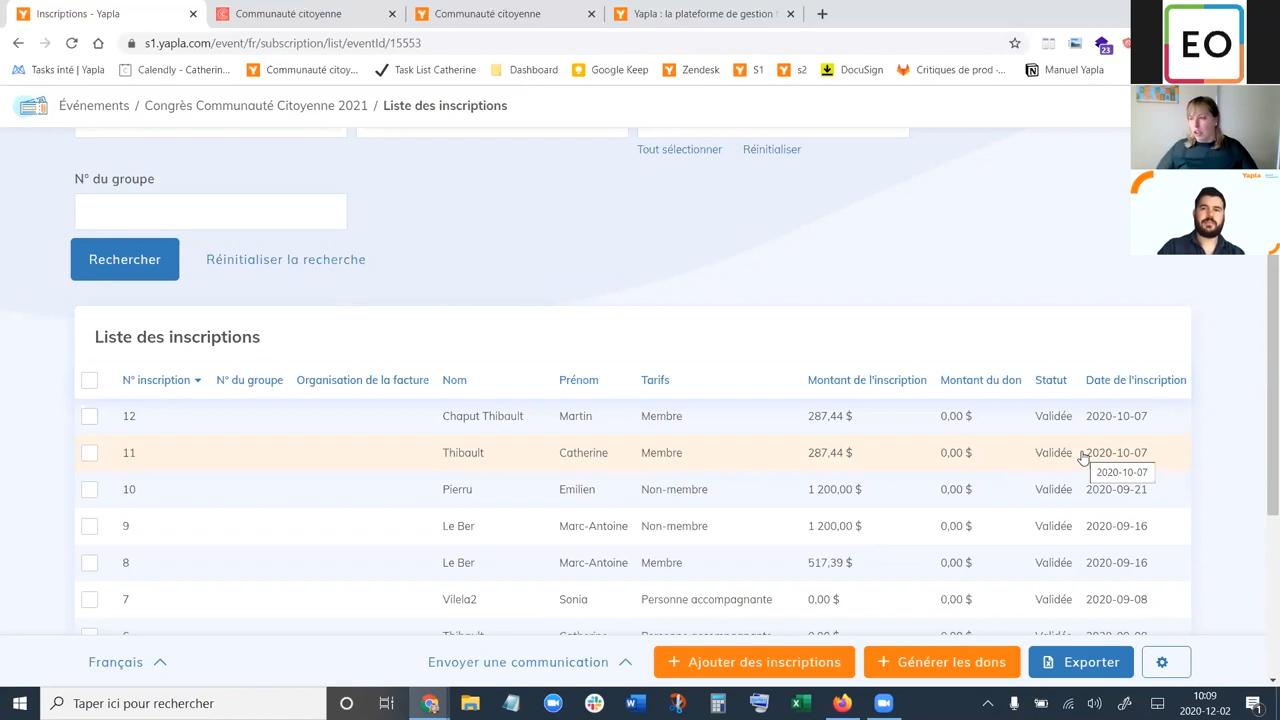 Inscriptions - Yapla
Communauté citoyenne
Communauté citoyenne
Yapla : la plateforme de gestion
s1.yapla.com/event/fr/subscription/list/eventId/15553
23
Tasks inté | Yapla
Calendly - Catherin...
Communauté citoy...
Task List Catherine
Dashboard
Google Keep
Zendesk
S1
s2
DocuSign
Critiques de prod -...
Manuel Yapla
EO
Yapla
Événements / Congrès Communauté Citoyenne 2021 / Liste des inscriptions
Tout sélectionner Réinitialiser
N° du groupe
Rechercher Réinitialiser la recherche
Liste des inscriptions
N° inscription N° du groupe Organisation de la facture Nom Prénom Tarifs Montant de l'inscription Montant du don Statut Date de l'inscription
12 Chaput Thibault Martin Membre 287,44 $ 0,00 $ Validée 2020-10-07
11 Thibault Catherine Membre 287,44 $ 0,00 $ Validée 2020-10-07
2020-10-07
10 Pierru Emilien Non-membre 1 200,00 $ 0,00 $ Validée 2020-09-21
9 Le Ber Marc-Antoine Non-membre 1 200,00 $ 0,00 $ Validée 2020-09-16
8 Le Ber Marc-Antoine Membre 517,39 $ 0,00 $ Validée 2020-09-16
7 Vilela2 Sonia Personne accompagnante 0,00 $ 0,00 $ Validée 2020-09-08
Français Envoyer une communication + Ajouter des inscriptions + Générer les dons Exporter
Taper ici pour rechercher
10:09
2020-12-02
1